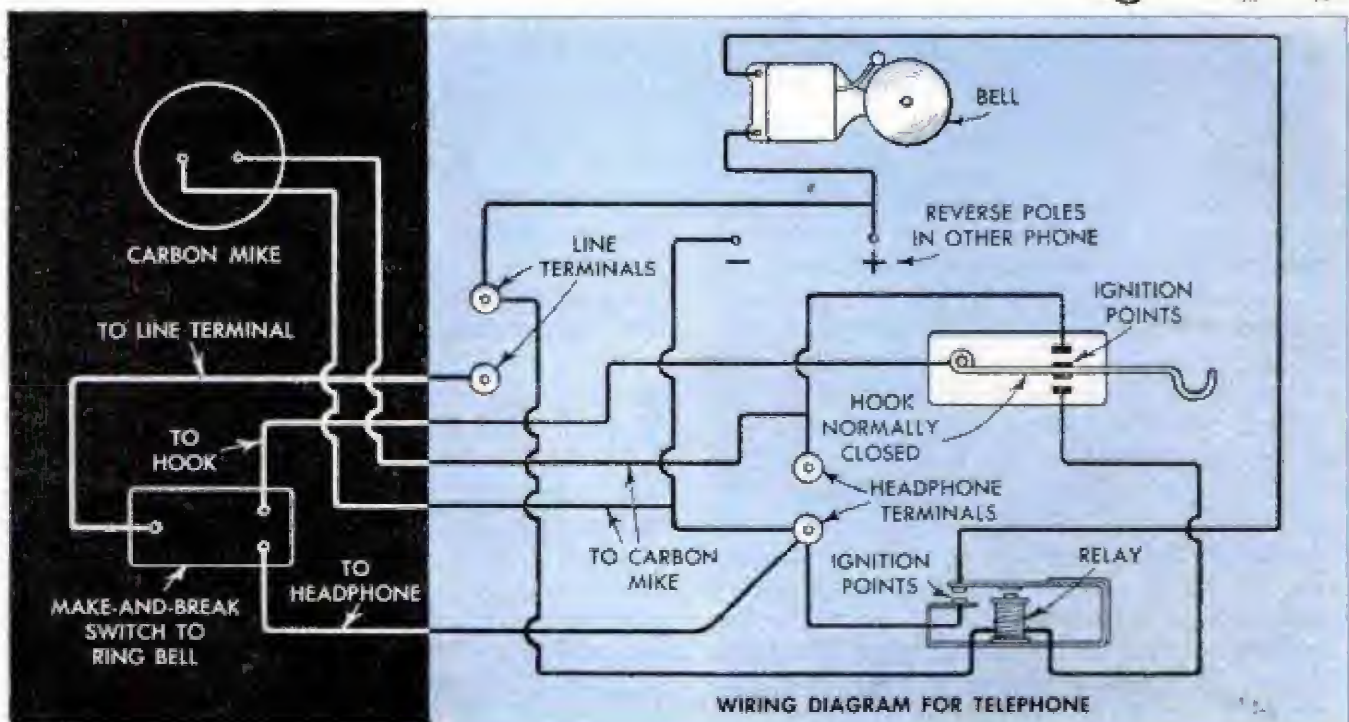 CARBON MIKE
TO LINE TERMINAL
TO
HOOK
MAKE-AND-BREAK
SWITCH TO
RING BELL
TO
HEADPHONE
BELL
LINE
TERMINALS
REVERSE POLES
IN OTHER PHONE
−
+
IGNITION
POINTS
HOOK
NORMALLY
CLOSED
HEADPHONE
TERMINALS
TO CARBON
MIKE
IGNITION
POINTS
RELAY
WIRING DIAGRAM FOR TELEPHONE